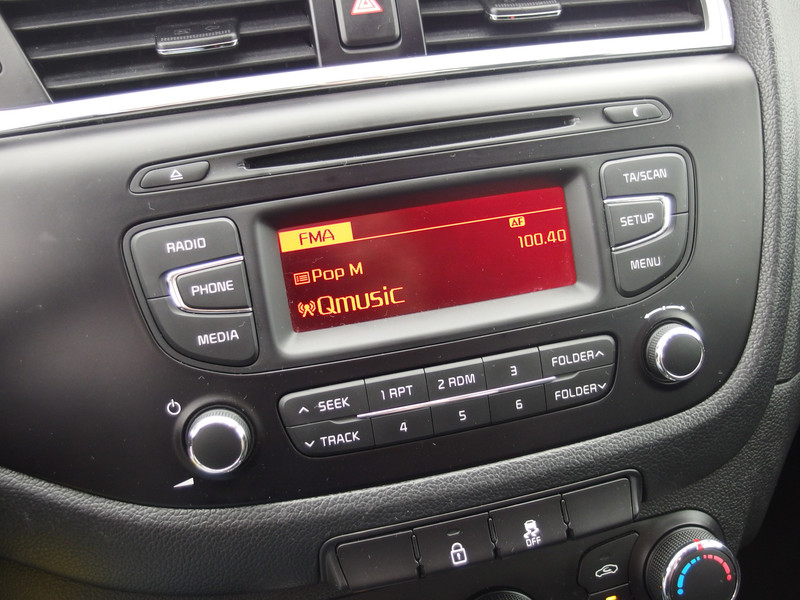 TA/SCAN
RADIO
FMA
AF
SETUP
100.40
PHONE
Pop M
MENU
Qmusic
MEDIA
SEEK
1 RPT
2 RDM
3
FOLDER
TRACK
4
5
6
FOLDER
OFF